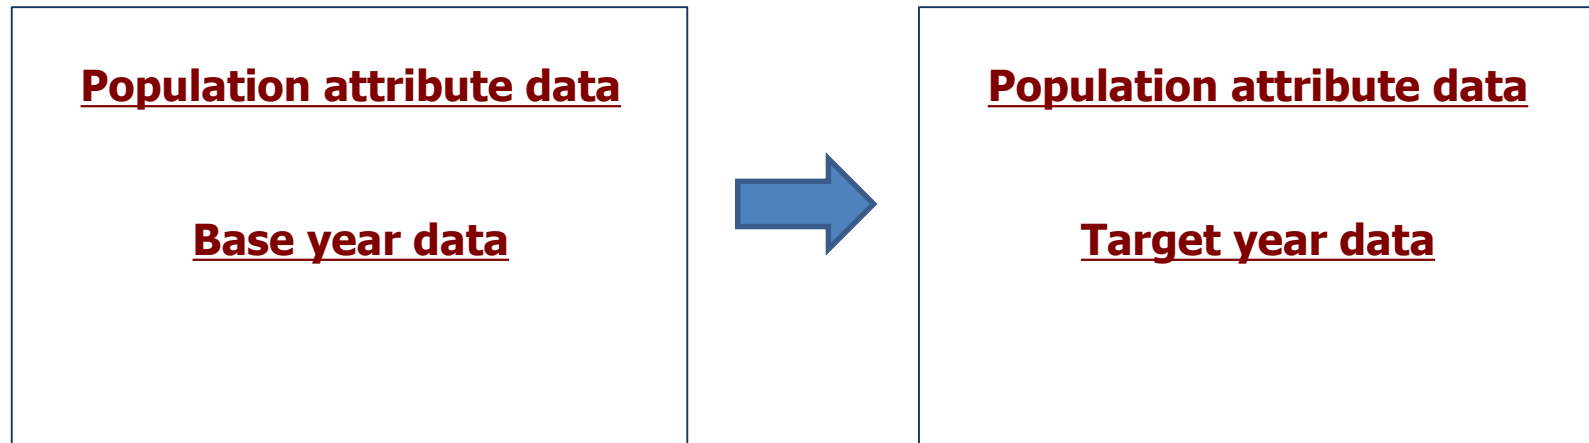 Population attribute data
Base year data
Population attribute data
Target year data